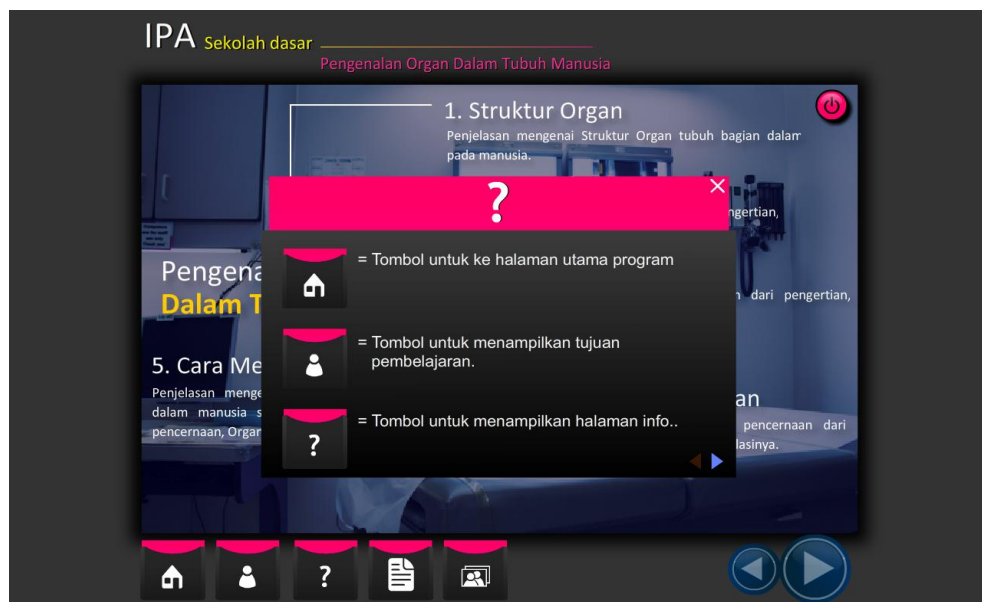 IPA Sekolah dasar
Pengenalan Organ Dalam Tubuh Manusia
1. Struktur Organ
Penjelasan mengenai Struktur Organ tubuh bagian dalam
pada manusia.
?
ngertian,
= Tombol untuk ke halaman utama program
Pengena
Dalam T
dari pengertian,
= Tombol untuk menampilkan tujuan
pembelajaran.
5. Cara Me
Penjelasan menge
dalam manusia s
pencernaan, Organ
an
pencernaan dari
lasinya.
= Tombol untuk menampilkan halaman info..
?
?